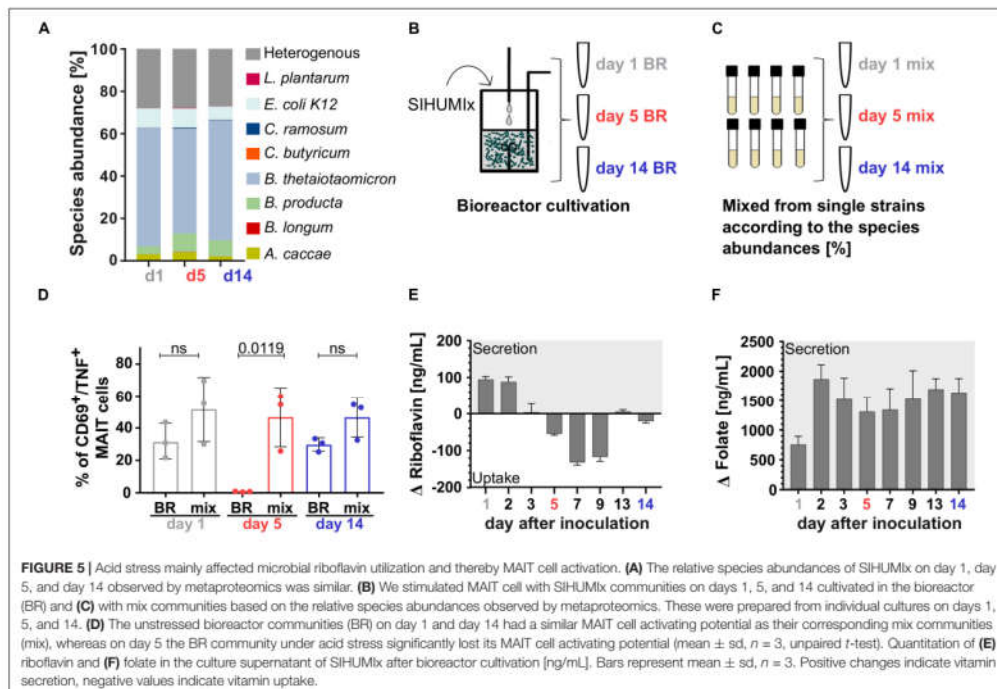 A
Species abundance [%]
100
80
60
40
20
0
d1 d5 d14
Heterogenous
L. plantarum
E. coli K12
C. ramosum
C. butyricum
B. thetaiotaomicron
B. producta
B. longum
A. caccae
B
SIHUMIx
day 1 BR
day 5 BR
day 14 BR
Bioreactor cultivation
C
day 1 mix
day 5 mix
day 14 mix
Mixed from single strains
according to the species
abundances [%]
D
% of CD69+/TNF+
MAIT cells
80
60
40
20
0
ns 0.0119 ns
BR mix BR mix BR mix
day 1 day 5 day 14
E
Δ Riboflavin [ng/mL]
200
100
0
-100
-200
Secretion
Uptake
1 2 3 5 7 9 13 14
day after inoculation
F
Δ Folate [ng/mL]
2500
2000
1500
1000
500
0
Secretion
1 2 3 5 7 9 13 14
day after inoculation
FIGURE 5 | Acid stress mainly affected microbial riboflavin utilization and thereby MAIT cell activation. (A) The relative species abundances of SIHUMIx on day 1, day
5, and day 14 observed by metaproteomics was similar. (B) We stimulated MAIT cell with SIHUMIx communities on days 1, 5, and 14 cultivated in the bioreactor
(BR) and (C) with mix communities based on the relative species abundances observed by metaproteomics. These were prepared from individual cultures on days 1,
5, and 14. (D) The unstressed bioreactor communities (BR) on day 1 and day 14 had a similar MAIT cell activating potential as their corresponding mix communities
(mix), whereas on day 5 the BR community under acid stress significantly lost its MAIT cell activating potential (mean ± sd, n = 3, unpaired t-test). Quantitation of (E)
riboflavin and (F) folate in the culture supernatant of SIHUMIx after bioreactor cultivation [ng/mL]. Bars represent mean ± sd, n = 3. Positive changes indicate vitamin
secretion, negative values indicate vitamin uptake.